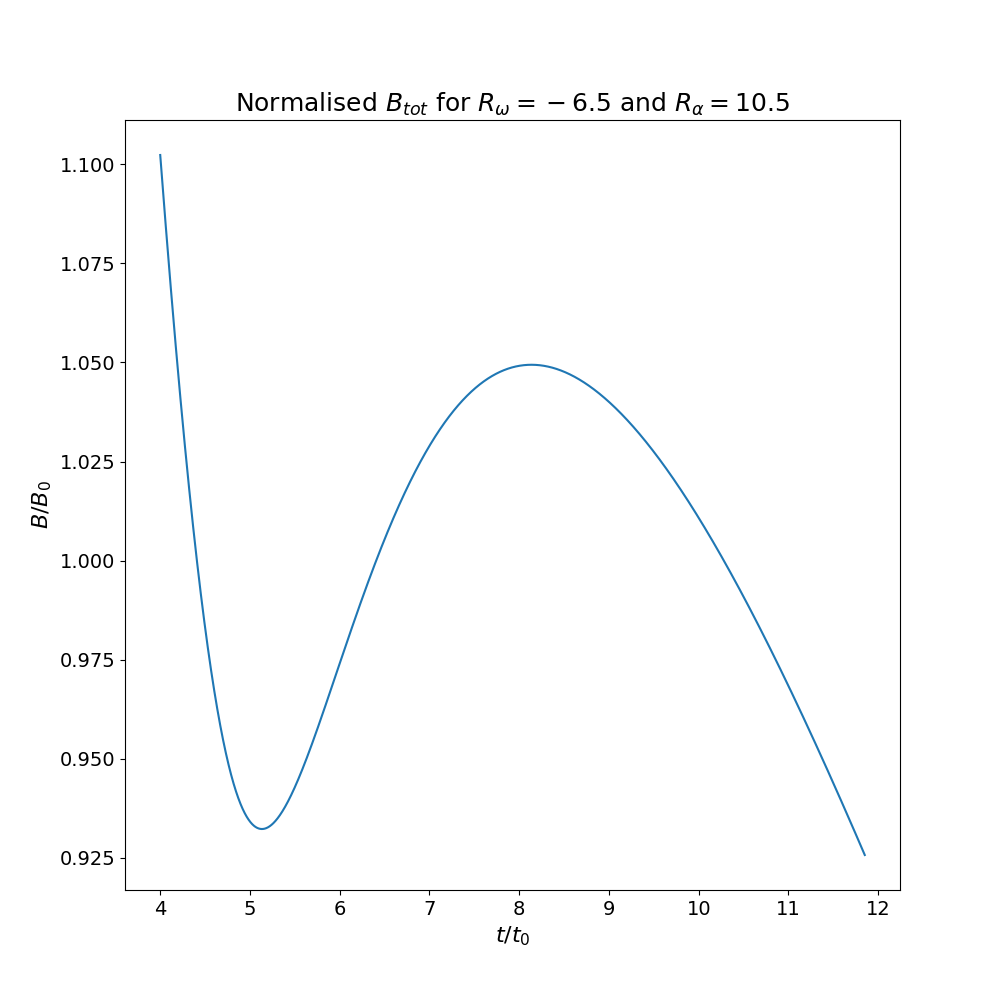 Normalised $B_{tot}$ for $R_{\omega} = -6.5$ and $R_{\alpha} = 10.5$
1.100
1.075
1.050
1.025
1.000
0.975
0.950
0.925
$B/B_0$
4 5 6 7 8 9 10 11 12
$t/t_0$